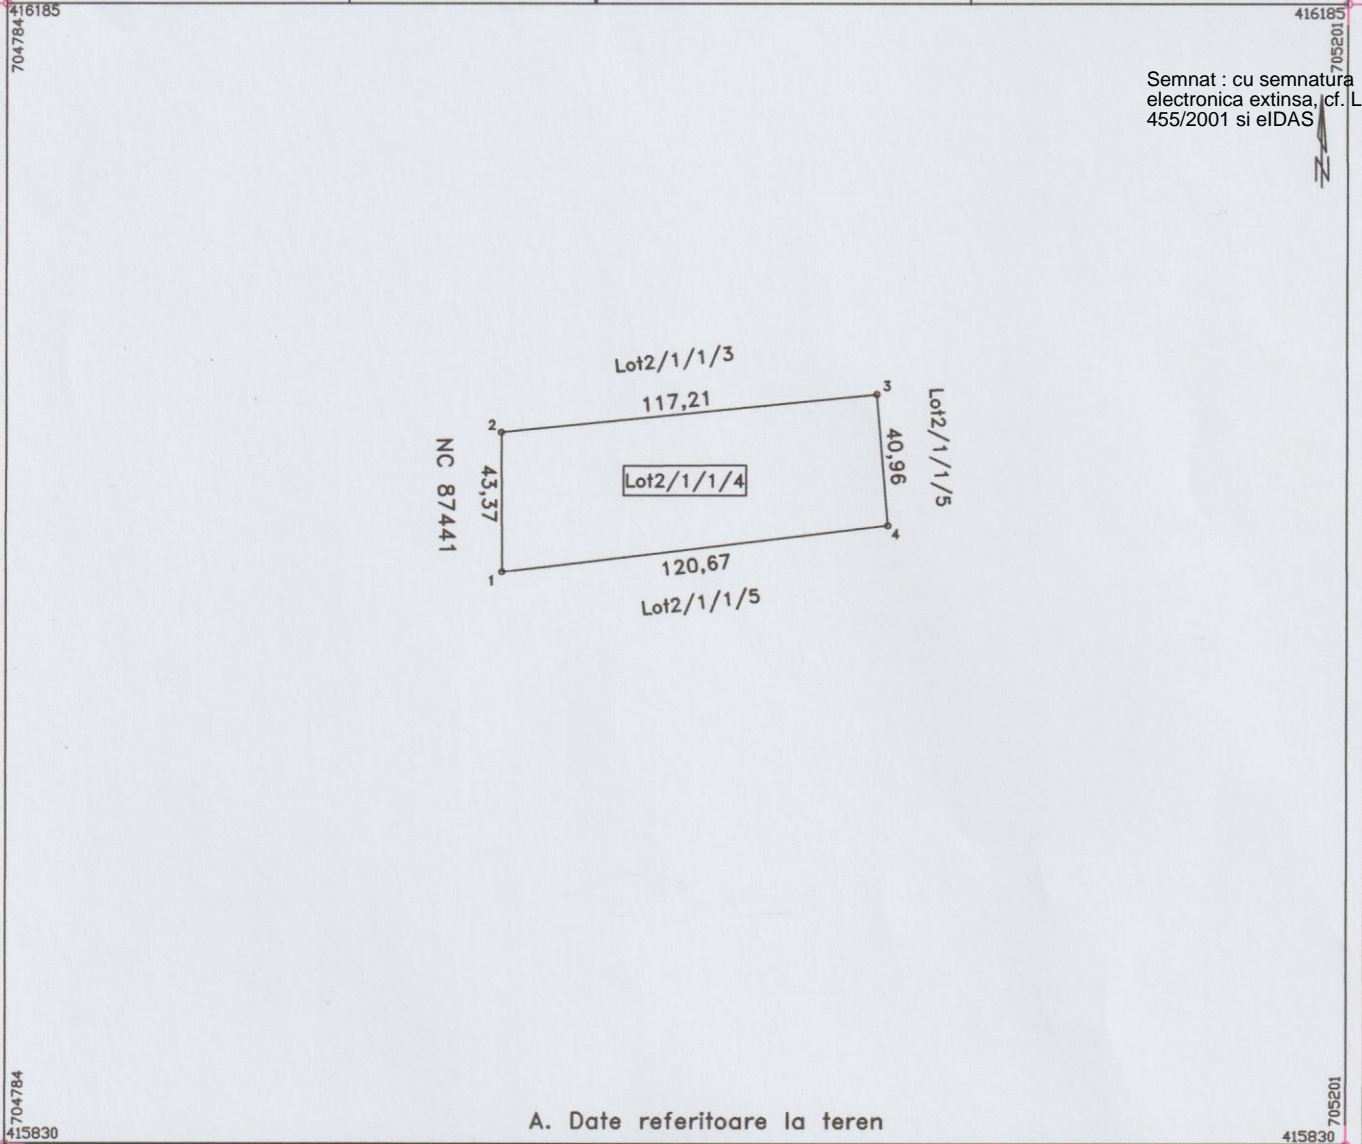 416185
416185
704784
705201
Semnat : cu semnatura
electronica extinsa, cf. L
455/2001 si eIDAS
N
Lot2/1/1/3
117,21
2
3
Lot2/1/1/5
NC 87441
43,37
Lot2/1/1/4
40,96
1
4
120,67
Lot2/1/1/5
704784
705201
A. Date referitoare la teren
415830
415830